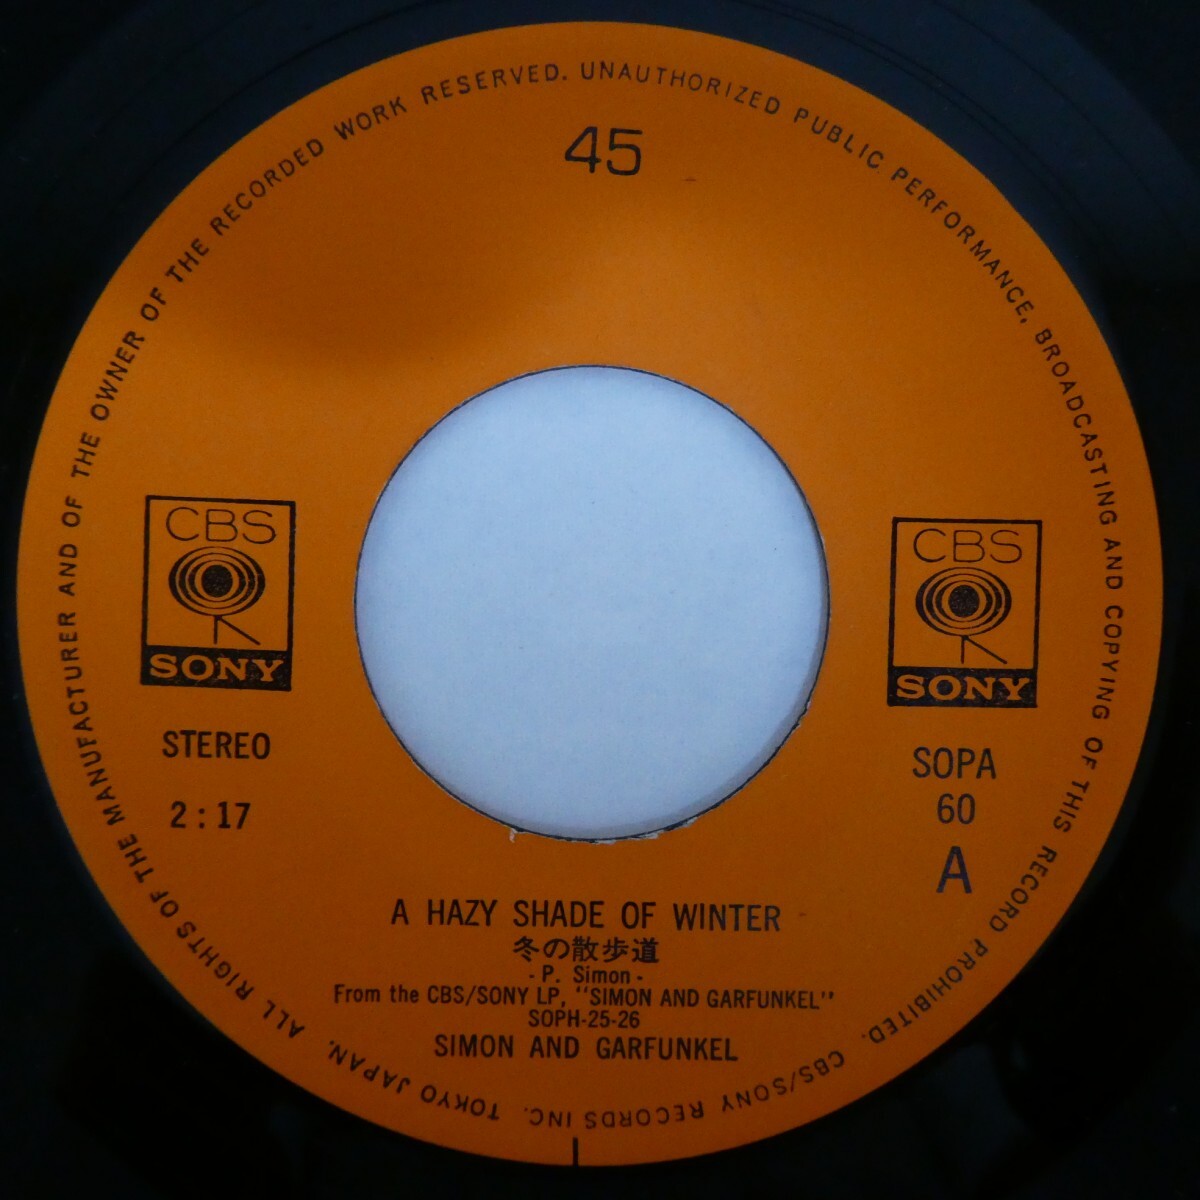 ALL RIGHTS OF THE MANUFACTURER AND OF THE OWNER OF THE RECORDED WORK RESERVED. UNAUTHORIZED PUBLIC PERFORMANCE, BROADCASTING AND COPYING OF THIS RECORD PROHIBITED. CBS/SONY RECORDS INC. TOKYO JAPAN.
45
CBS
SONY
CBS
SONY
STEREO
2:17
SOPA
60
A
A HAZY SHADE OF WINTER
冬の散歩道
- P. Simon -
From the CBS/SONY LP, "SIMON AND GARFUNKEL"
SOPH-25-26
SIMON AND GARFUNKEL